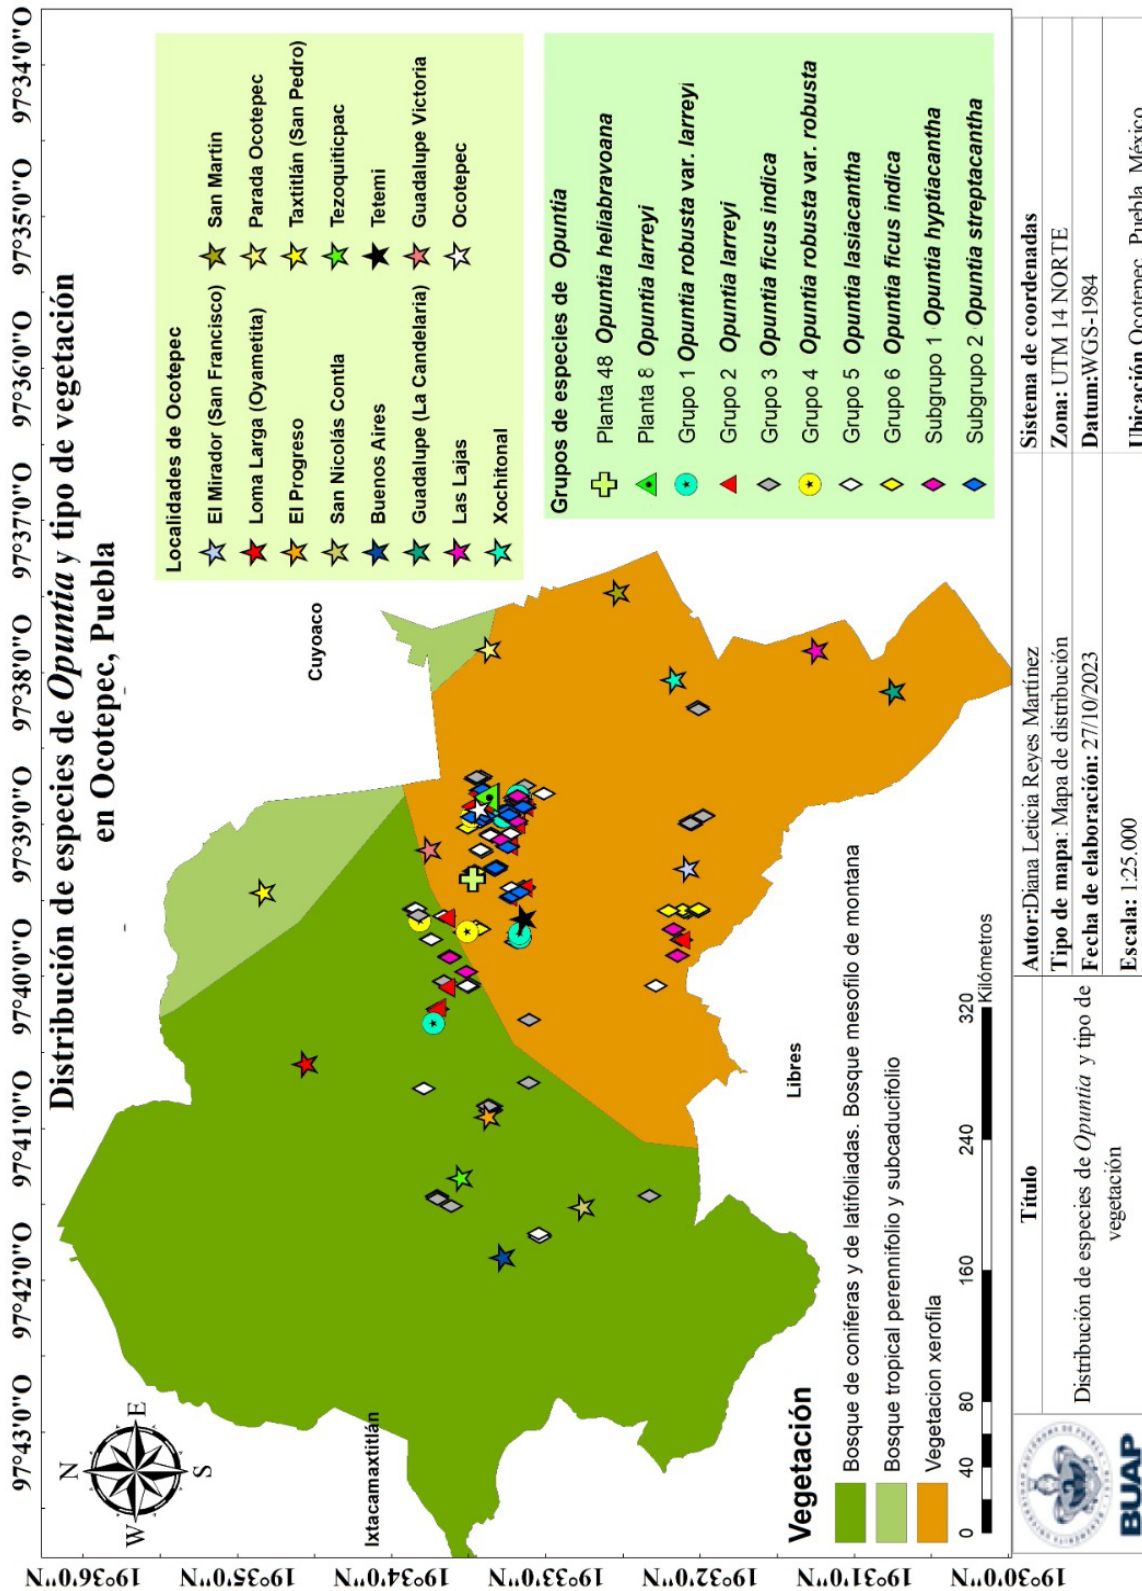 Distribución de especies de Opuntia y tipo de vegetación
en Ocotepec, Puebla
97°43'0"O 97°42'0"O 97°41'0"O 97°40'0"O 97°39'0"O 97°38'0"O 97°37'0"O 97°36'0"O 97°35'0"O 97°34'0"O
19°36'0"N
19°35'0"N
19°34'0"N
19°33'0"N
19°32'0"N
19°31'0"N
19°30'0"N
N
W E
S
Ixtacamaxtitlán
Cuyoaco
Libres
Localidades de Ocotepec
El Mirador (San Francisco)
Loma Larga (Oyametita)
El Progreso
San Nicolás Contla
Buenos Aires
Guadalupe (La Candelaria)
Las Lajas
Xochitonal
San Martin
Parada Ocotepec
Taxtitlán (San Pedro)
Tezoquiticpac
Tetemi
Guadalupe Victoria
Ocotepec
Grupos de especies de Opuntia
Planta 48 Opuntia heliabravoana
Planta 8 Opuntia larreyi
Grupo 1 Opuntia robusta var. larreyi
Grupo 2 Opuntia larreyi
Grupo 3 Opuntia ficus indica
Grupo 4 Opuntia robusta var. robusta
Grupo 5 Opuntia lasiacantha
Grupo 6 Opuntia ficus indica
Subgrupo 1 Opuntia hyptiacantha
Subgrupo 2 Opuntia streptacantha
Vegetación
Bosque de coniferas y de latifoliadas. Bosque mesofilo de montana
Bosque tropical perennifolio y subcaducifolio
Vegetacion xerofila
0 40 80 160 240 320
Kilómetros
BUAP
Título
Distribución de especies de Opuntia y tipo de
vegetación
Autor:Diana Leticia Reyes Martínez
Tipo de mapa: Mapa de distribución
Fecha de elaboración: 27/10/2023
Escala: 1:25.000
Sistema de coordenadas
Zona: UTM 14 NORTE
Datum:WGS-1984
Ubicación Ocotepec, Puebla, México